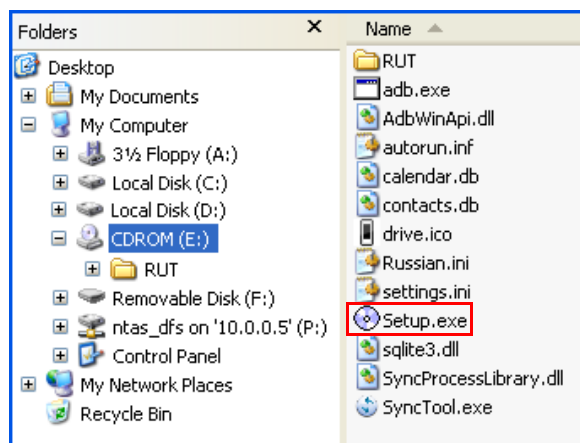 Folders
Desktop
My Documents
My Computer
3½ Floppy (A:)
Local Disk (C:)
Local Disk (D:)
CDROM (E:)
RUT
Removable Disk (F:)
ntas_dfs on '10.0.0.5' (P:)
Control Panel
My Network Places
Recycle Bin
Name
RUT
adb.exe
AdbWinApi.dll
autorun.inf
calendar.db
contacts.db
drive.ico
Russian.ini
settings.ini
Setup.exe
sqlite3.dll
SyncProcessLibrary.dll
SyncTool.exe